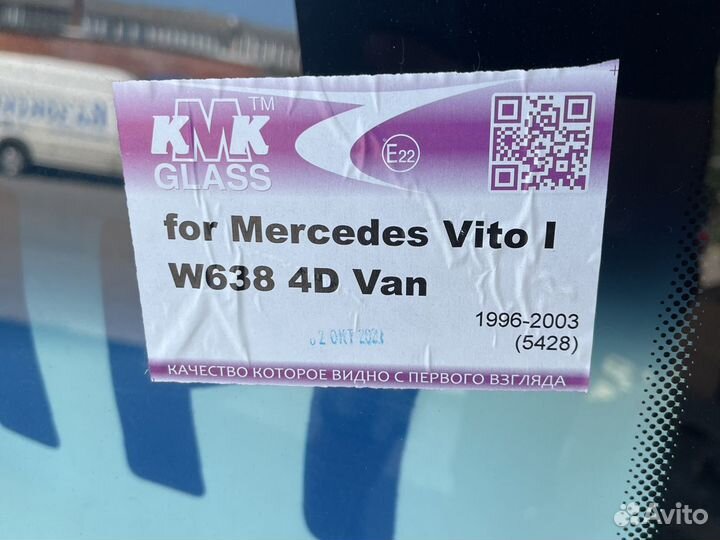 KMK™
GLASS
E22
for Mercedes Vito I
W638 4D Van
1996-2003
(5428)
КАЧЕСТВО КОТОРОЕ ВИДНО С ПЕРВОГО ВЗГЛЯДА
Avito